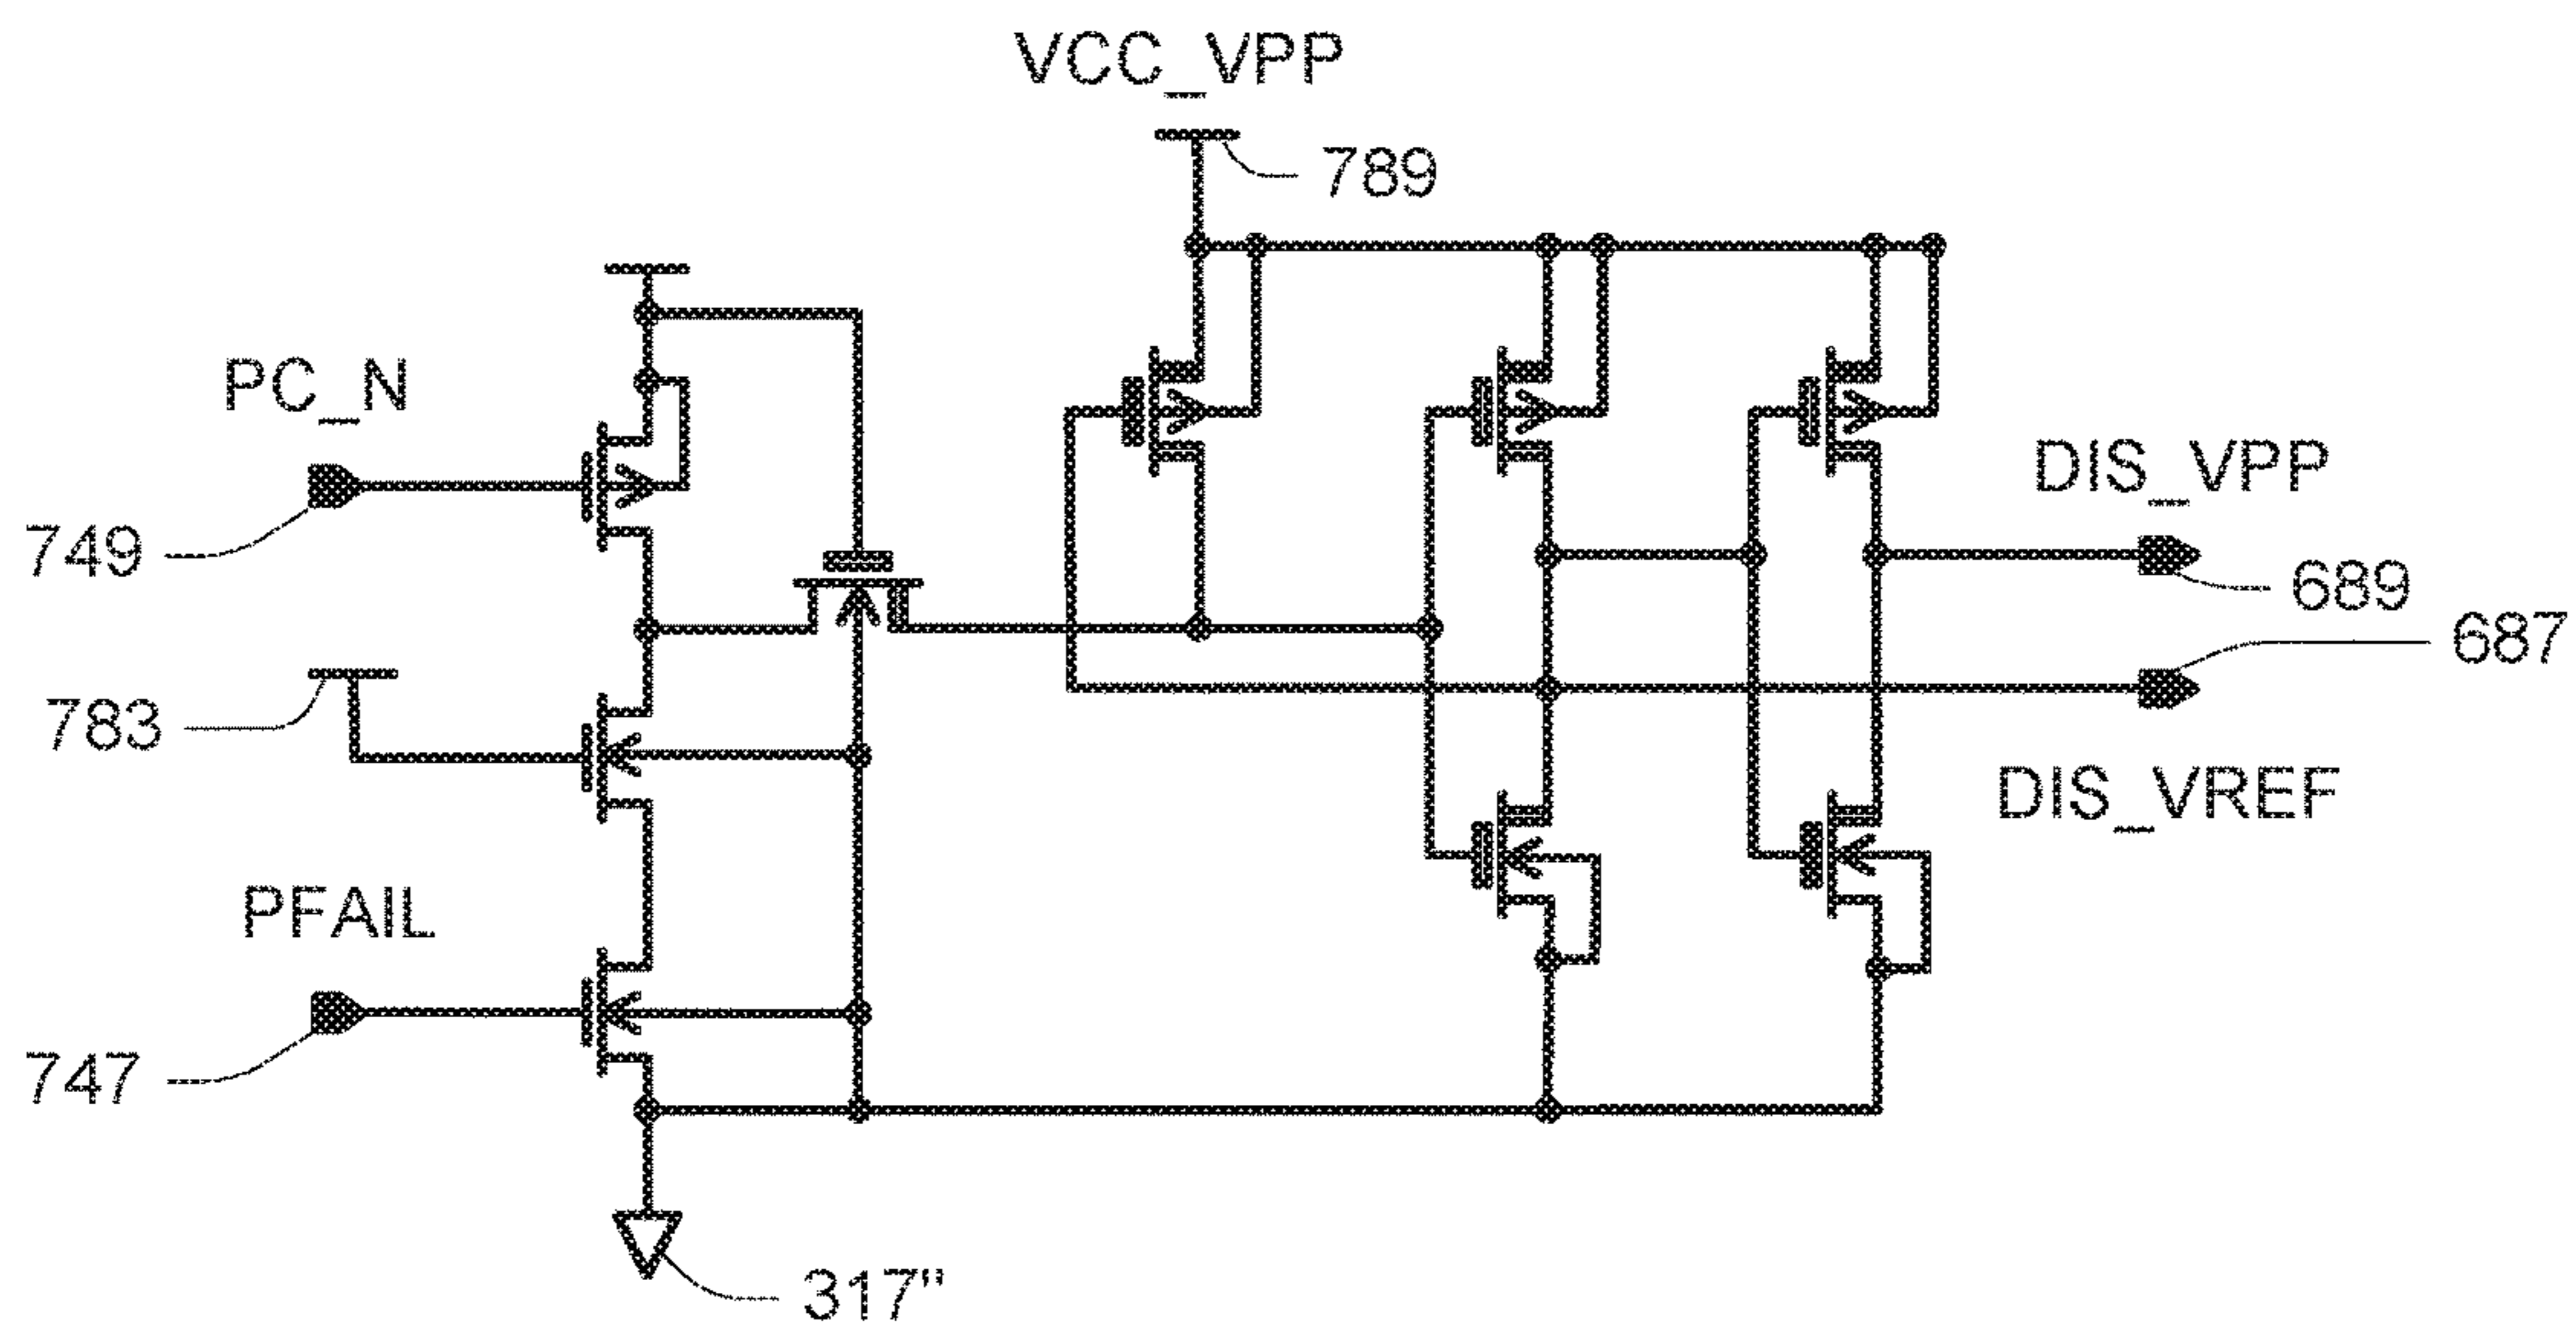 VCC_VPP
789
PC_N
749
DIS_VPP
689
687
783
DIS_VREF
PFAIL
747
317"